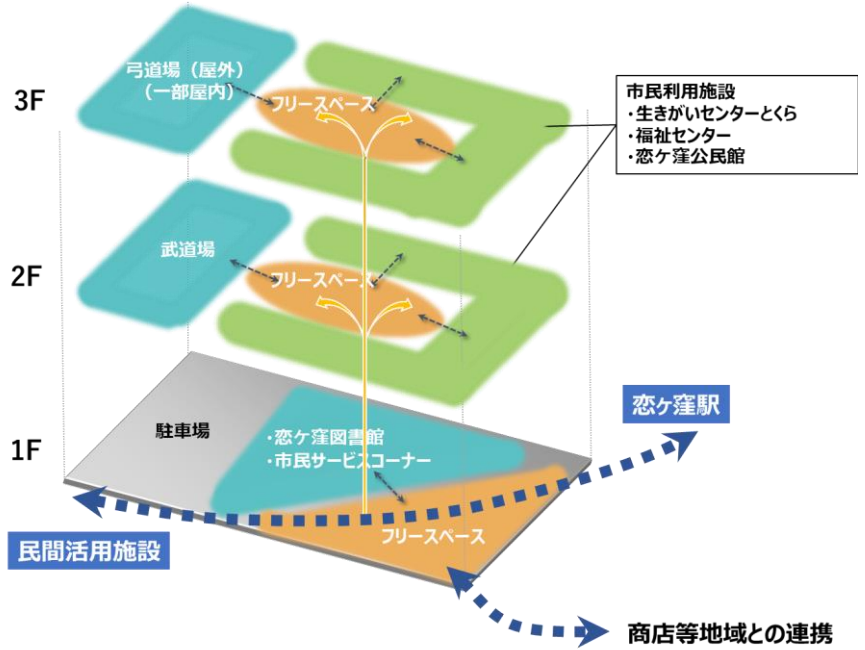 3F
弓道場（屋外）
（一部屋内）
フリースペース
市民利用施設
・生きがいセンターとくら
・福祉センター
・恋ケ窪公民館
2F
武道場
フリースペース
1F
駐車場
・恋ケ窪図書館
・市民サービスコーナー
フリースペース
恋ケ窪駅
民間活用施設
商店等地域との連携